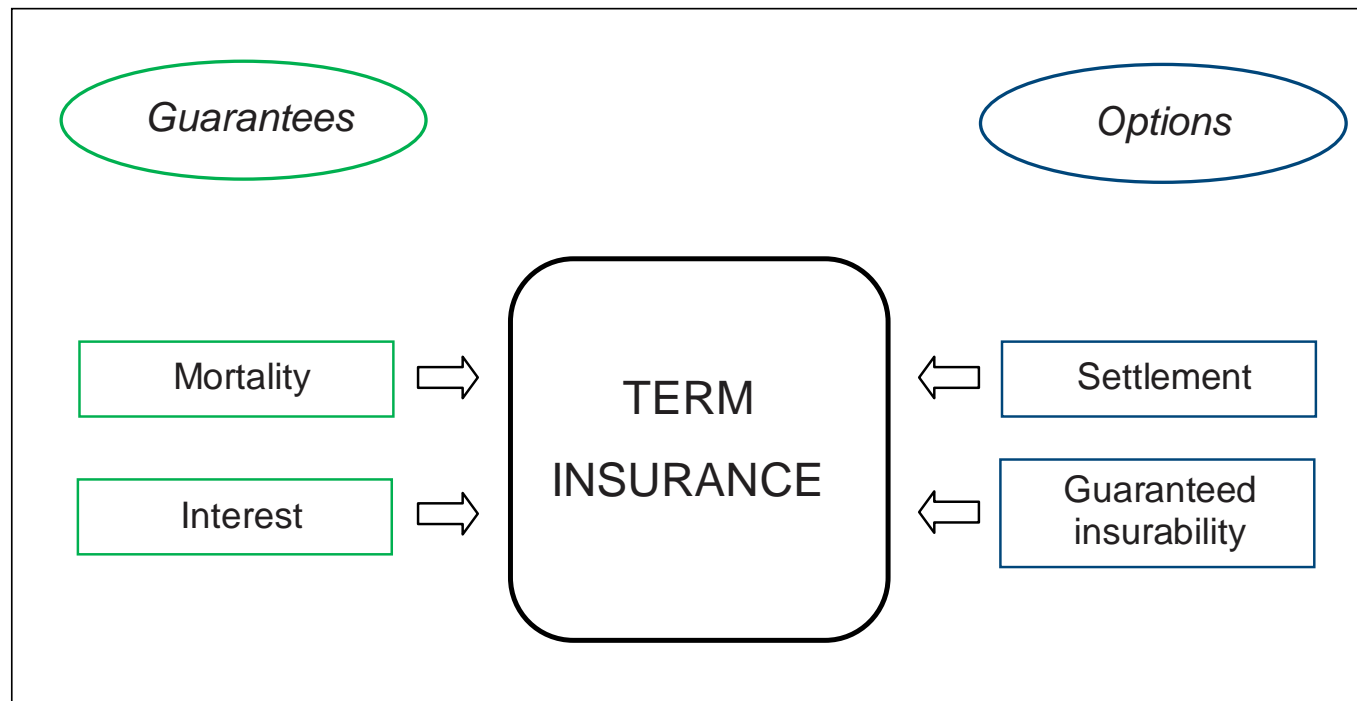 Guarantees
Options
Mortality
Settlement
TERM
INSURANCE
Interest
Guaranteed
insurability